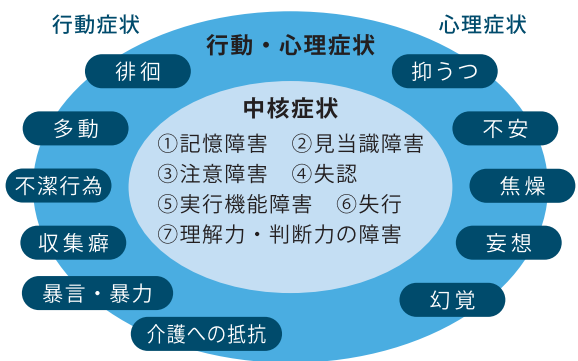 行動症状
心理症状
行動・心理症状
徘徊
抑うつ
多動
不安
不潔行為
焦燥
収集癖
妄想
暴言・暴力
幻覚
介護への抵抗
中核症状
①記憶障害 ②見当識障害
③注意障害 ④失認
⑤実行機能障害 ⑥失行
⑦理解力・判断力の障害